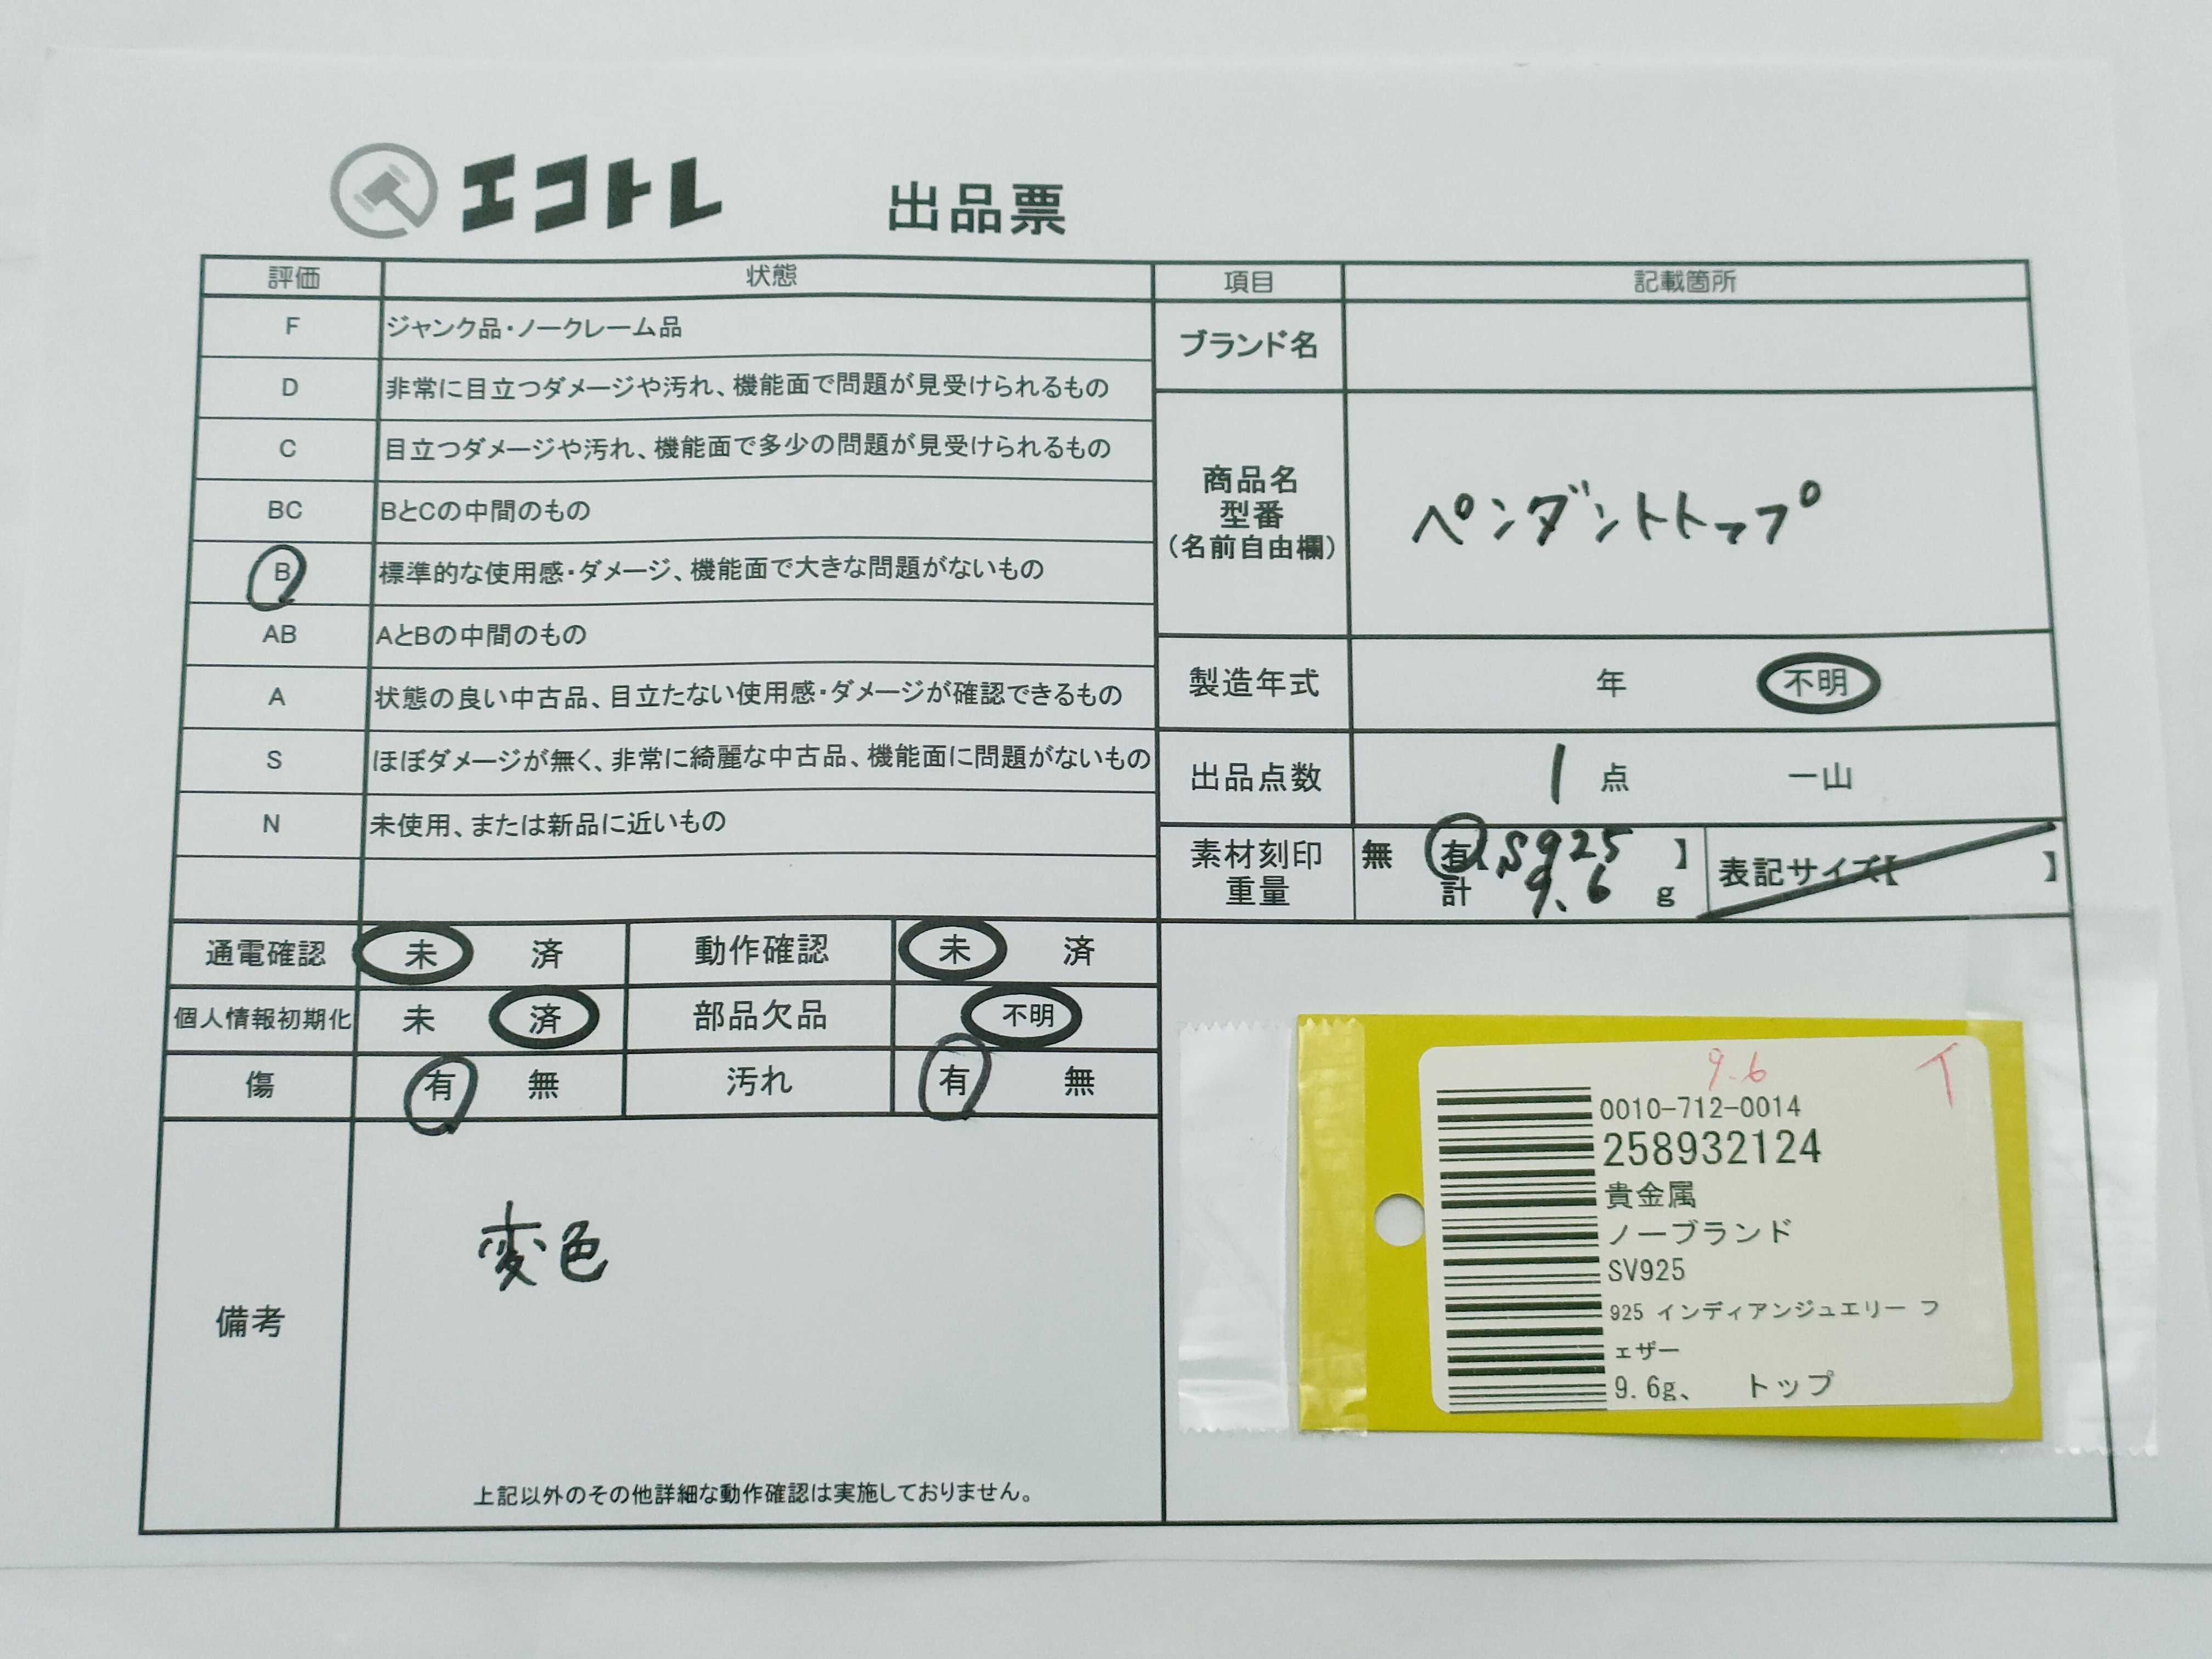 エコトレ 出品票
評価 状態
F ジャンク品・ノークレーム品
D 非常に目立つダメージや汚れ、機能面で問題が見受けられるもの
C 目立つダメージや汚れ、機能面で多少の問題が見受けられるもの
BC BとCの中間のもの
B 標準的な使用感・ダメージ、機能面で大きな問題がないもの
AB AとBの中間のもの
A 状態の良い中古品、目立たない使用感・ダメージが確認できるもの
S ほぼダメージが無く、非常に綺麗な中古品、機能面に問題がないもの
N 未使用、または新品に近いもの
通電確認 未 済 動作確認 未 済
個人情報初期化 未 済 部品欠品 不明
傷 有 無 汚れ 有 無
備考 変色
上記以外のその他詳細な動作確認は実施しておりません。
項目 記載箇所
ブランド名
商品名
型番
(名前自由欄)
ペンダントトップ
製造年式 年 不明
出品点数 1 点 一山
素材刻印 無 有【S925 】
重量 計 9.6 g
表記サイズ【 】
9.6 T
0010-712-0014
258932124
貴金属
ノーブランド
SV925
925 インディアンジュエリー フ
ェザー
9.6g、 トップ